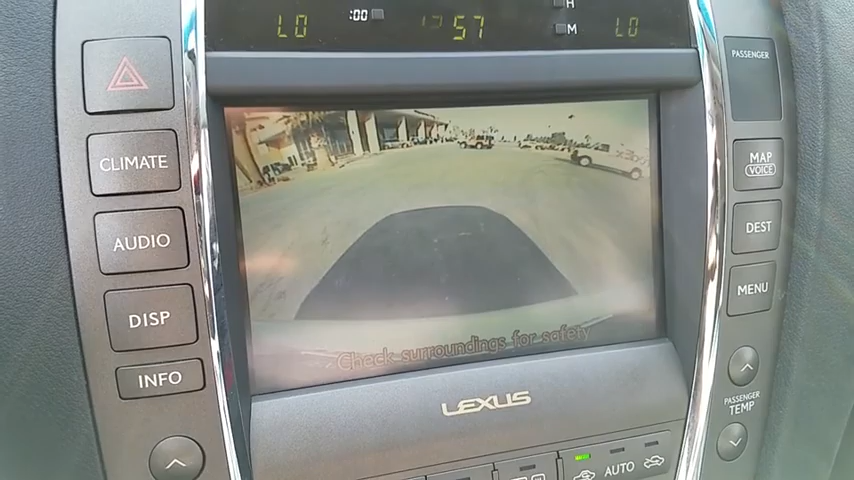 LO :00 57 H LO
M
PASSENGER
CLIMATE
MAP
VOICE
AUDIO
DEST
DISP
MENU
Check surroundings for safety
INFO
LEXUS
PASSENGER
TEMP
AUTO